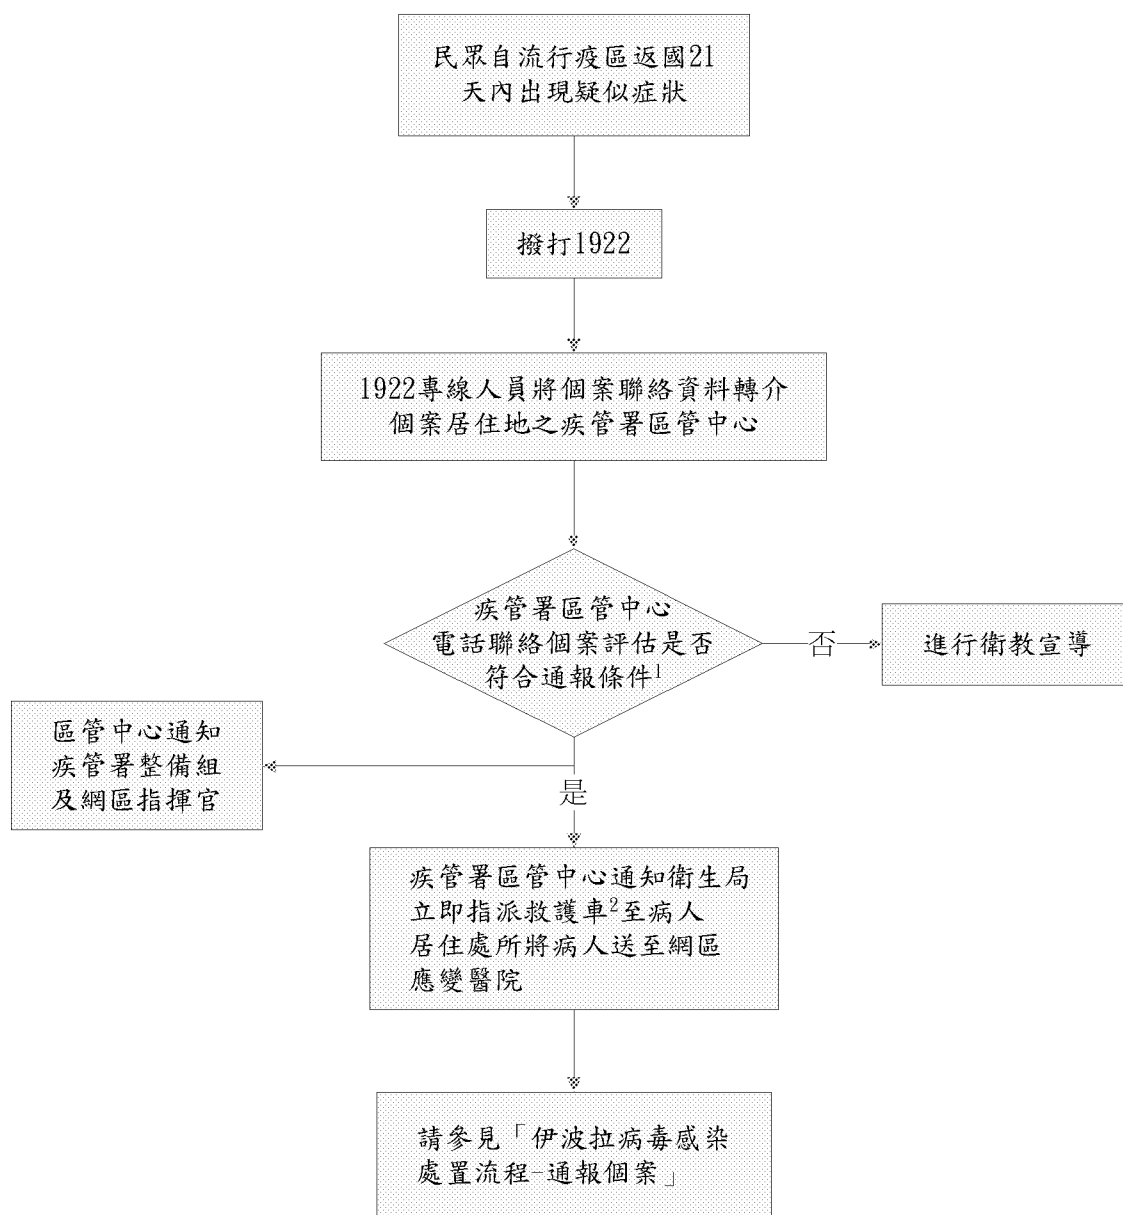 民眾自流行疫區返國21
天內出現疑似症狀
撥打1922
1922專線人員將個案聯絡資料轉介
個案居住地之疾管署區管中心
疾管署區管中心
電話聯絡個案評估是否
符合通報條件1
否
進行衛教宣導
區管中心通知
疾管署整備組
及網區指揮官
是
疾管署區管中心通知衛生局
立即指派救護車2至病人
居住處所將病人送至網區
應變醫院
請參見「伊波拉病毒感染
處置流程-通報個案」